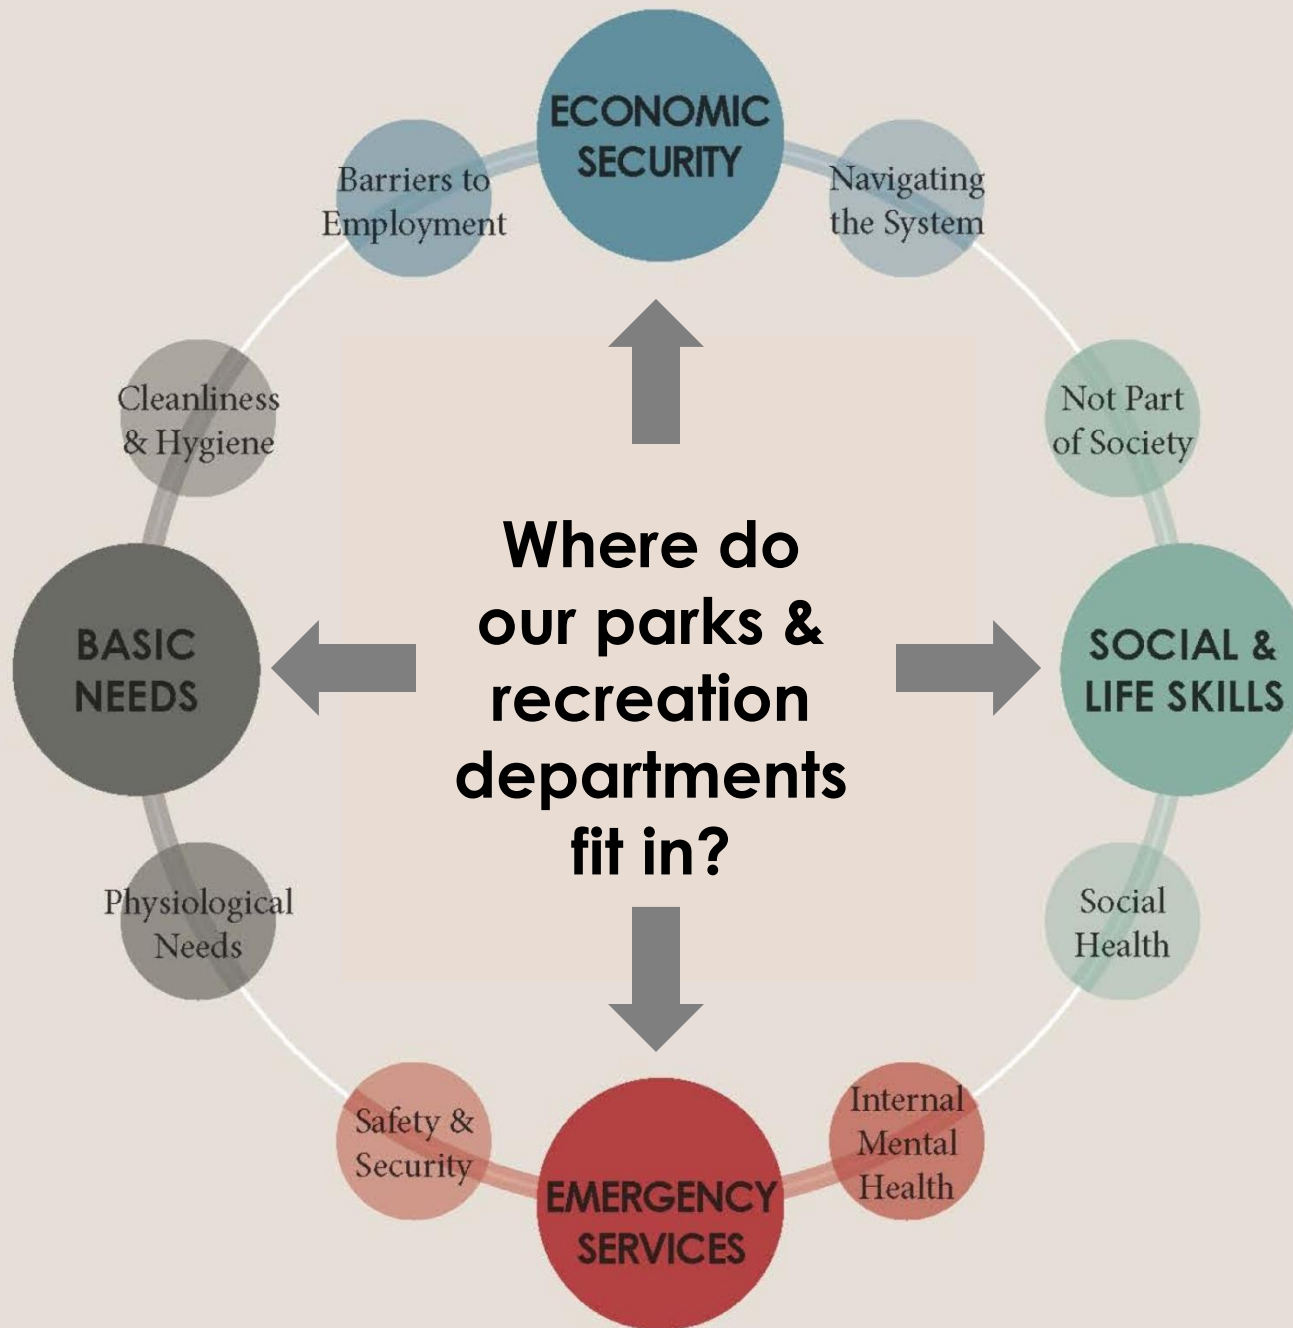 ECONOMIC
SECURITY
Barriers to
Employment
Navigating
the System
Cleanliness
& Hygiene
Not Part
of Society
Where do
our parks &
recreation
departments
fit in?
BASIC
NEEDS
SOCIAL &
LIFE SKILLS
Physiological
Needs
Social
Health
Safety &
Security
Internal
Mental
Health
EMERGENCY
SERVICES